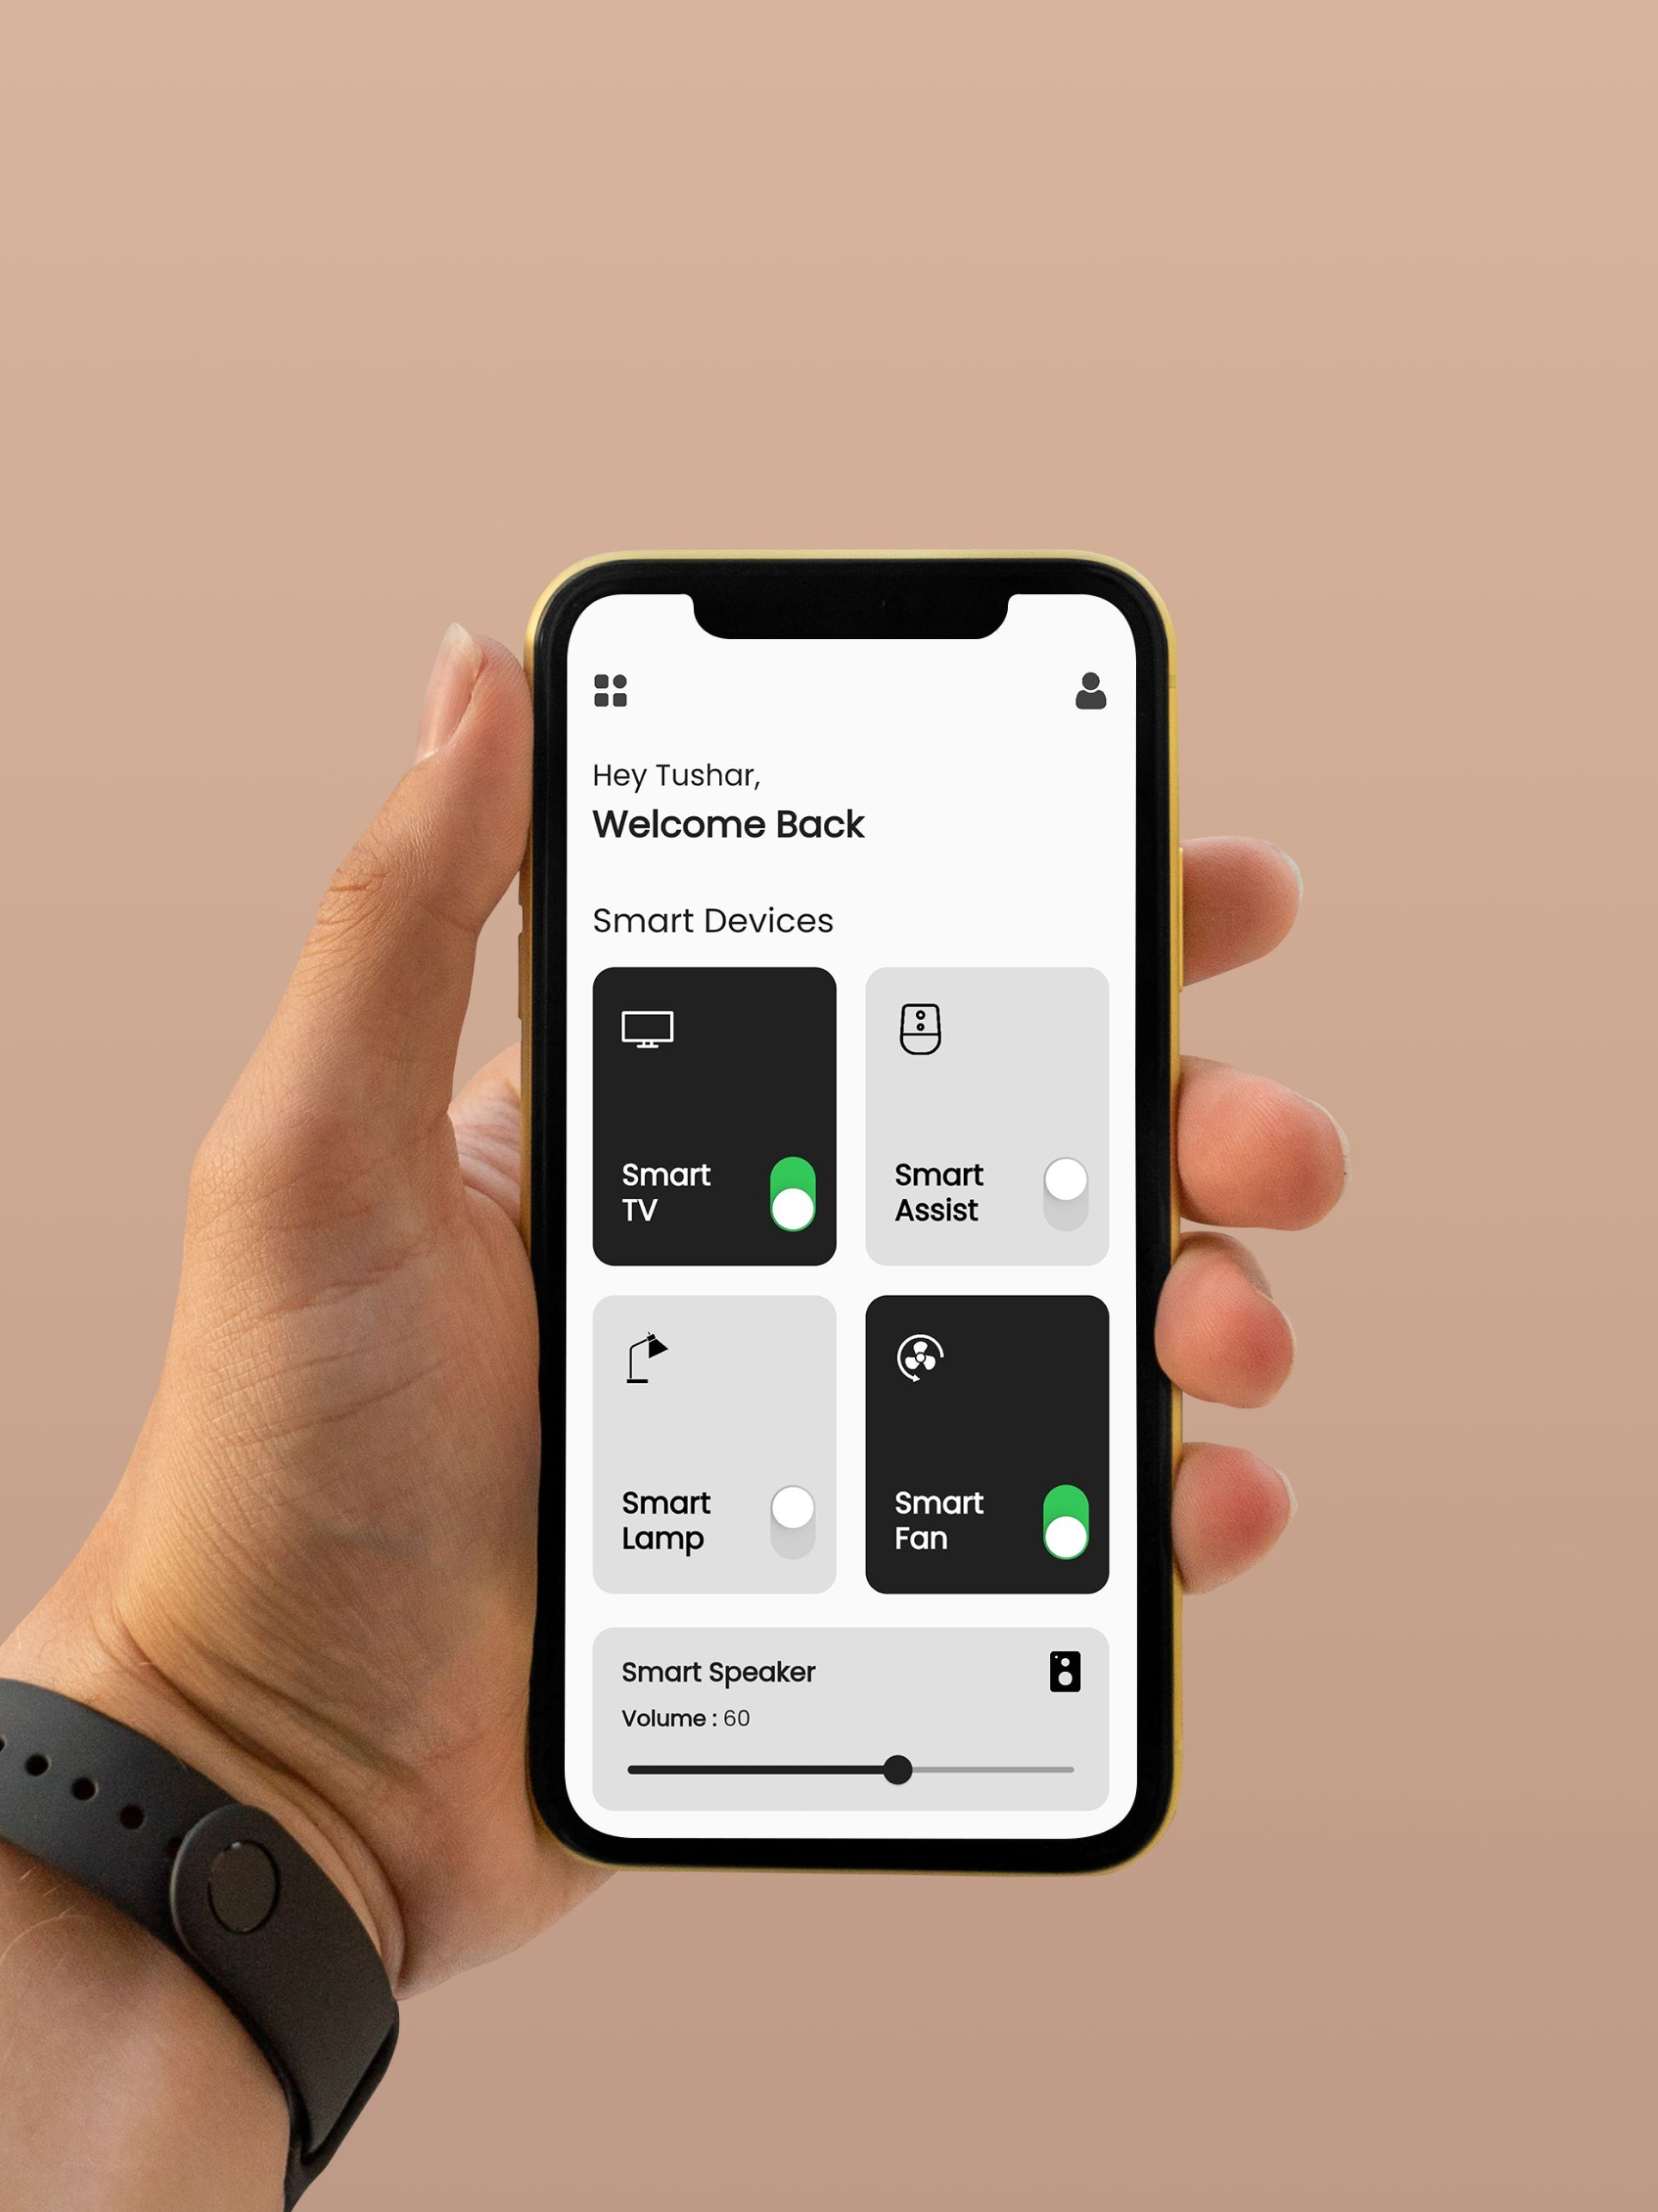 Hey Tushar,
Welcome Back
Smart Devices
Smart
TV
Smart
Assist
Smart
Lamp
Smart
Fan
Smart Speaker
Volume : 60